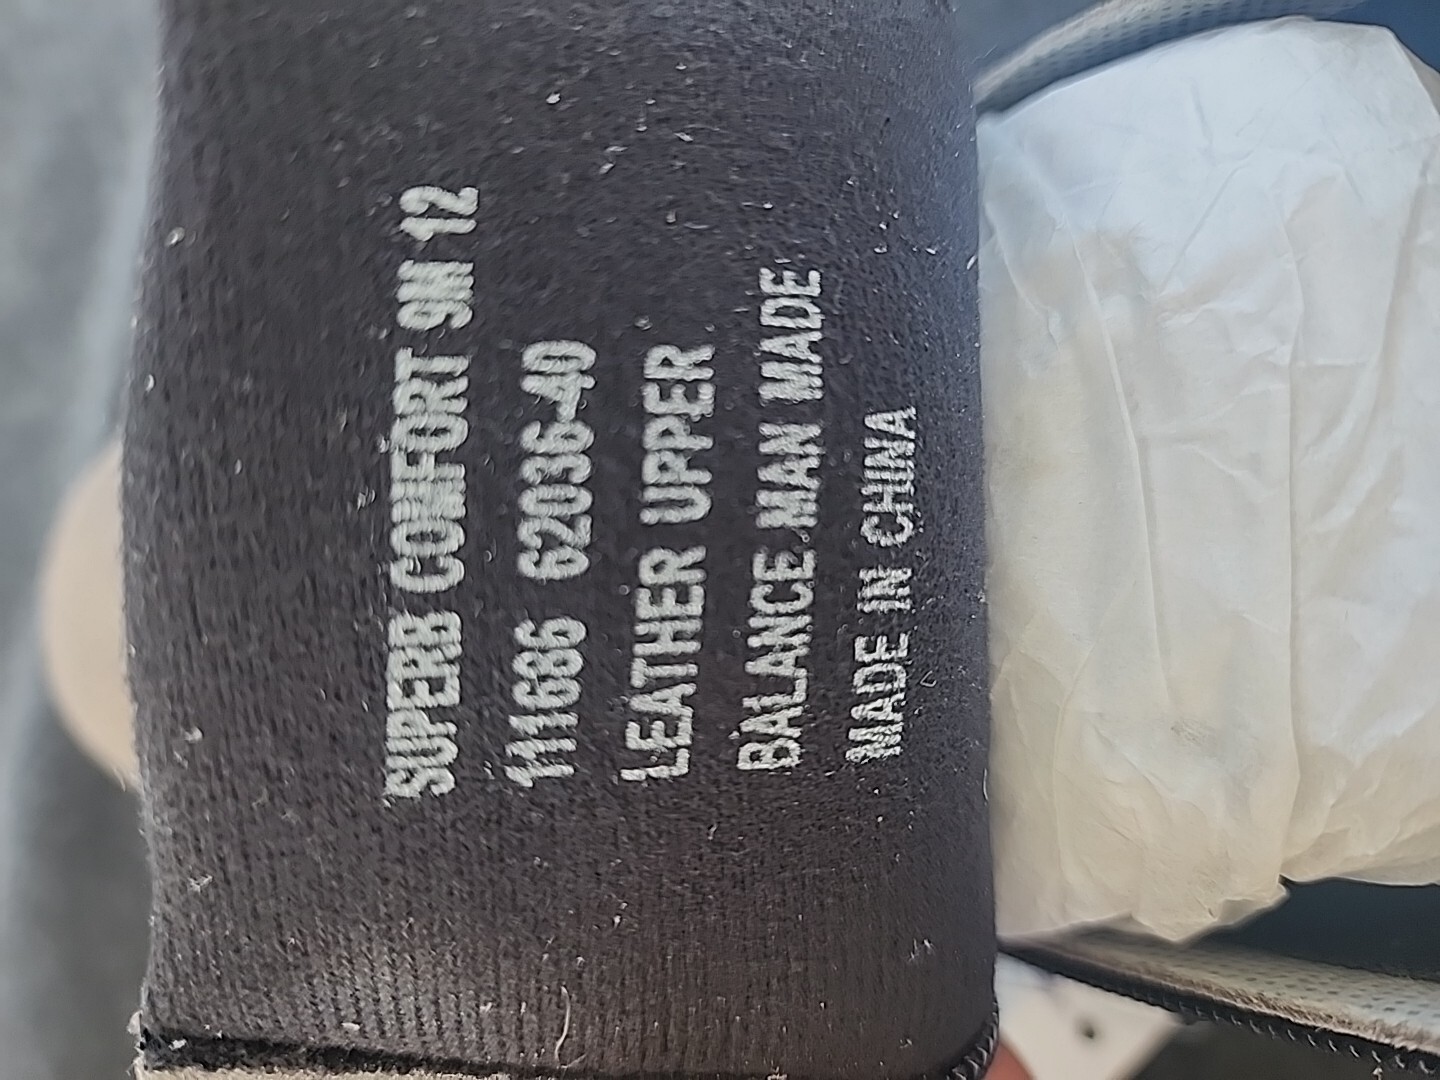 SUPERB COMFORT 9M 12
111686 62036-40
LEATHER UPPER
BALANCE MAN MADE
MADE IN CHINA